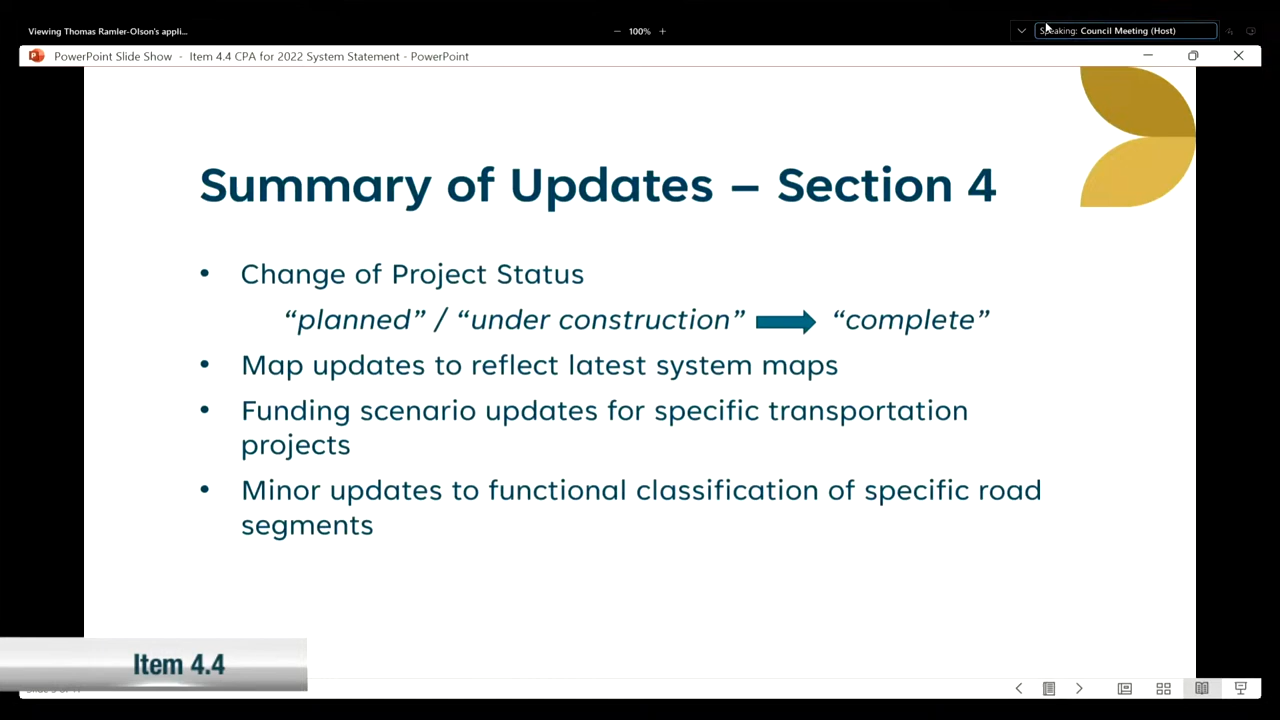 Viewing Thomas Ramler-Olson's appli...
100%
Speaking: Council Meeting (Host)
PowerPoint Slide Show - Item 4.4 CPA for 2022 System Statement - PowerPoint
Summary of Updates – Section 4
• Change of Project Status
“planned” / “under construction” “complete”
• Map updates to reflect latest system maps
• Funding scenario updates for specific transportation
projects
• Minor updates to functional classification of specific road
segments
Item 4.4